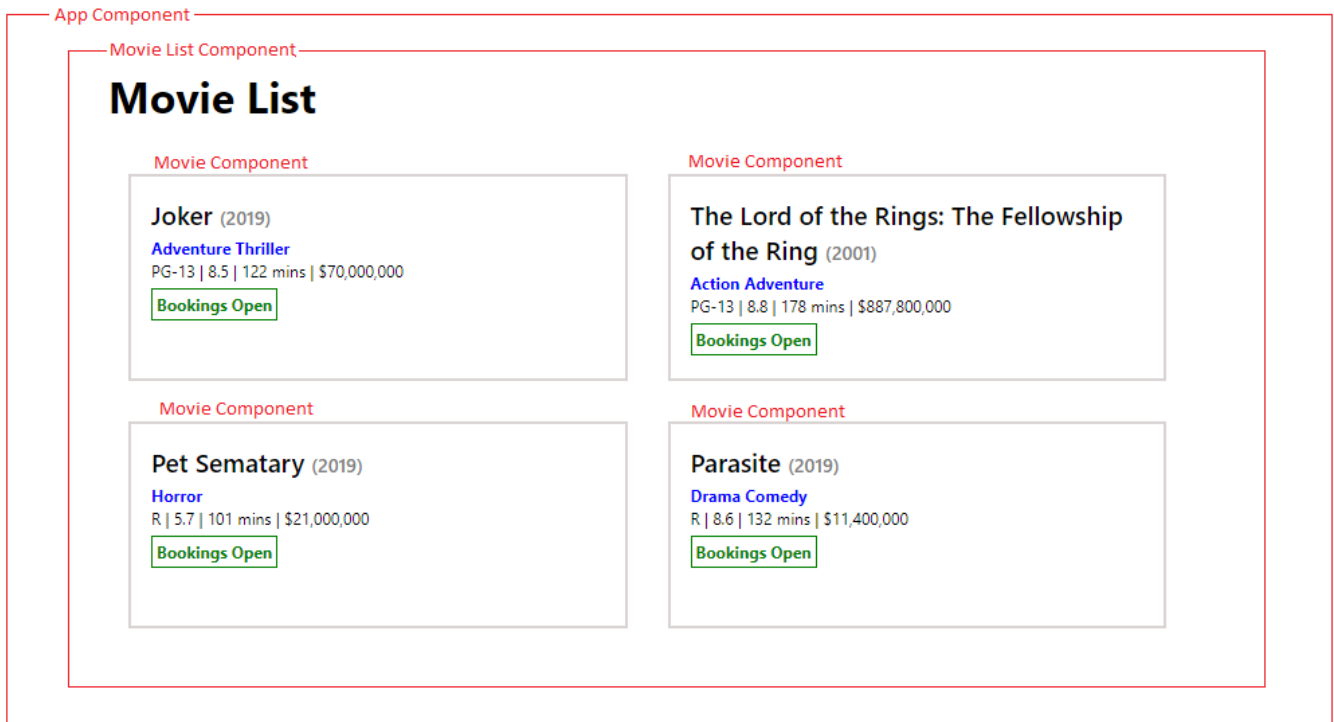 App Component
Movie List Component
Movie List
Movie Component
Joker (2019)
Adventure Thriller
PG-13 | 8.5 | 122 mins | $70,000,000
Bookings Open
Movie Component
The Lord of the Rings: The Fellowship
of the Ring (2001)
Action Adventure
PG-13 | 8.8 | 178 mins | $887,800,000
Bookings Open
Movie Component
Pet Sematary (2019)
Horror
R | 5.7 | 101 mins | $21,000,000
Bookings Open
Movie Component
Parasite (2019)
Drama Comedy
R | 8.6 | 132 mins | $11,400,000
Bookings Open